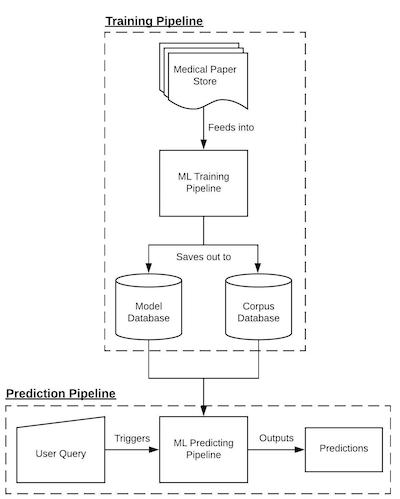 Training Pipeline
Medical Paper
Store
Feeds into
ML Training
Pipeline
Saves out to
Model
Database
Corpus
Database
Prediction Pipeline
User Query
Triggers
ML Predicting
Pipeline
Outputs
Predictions